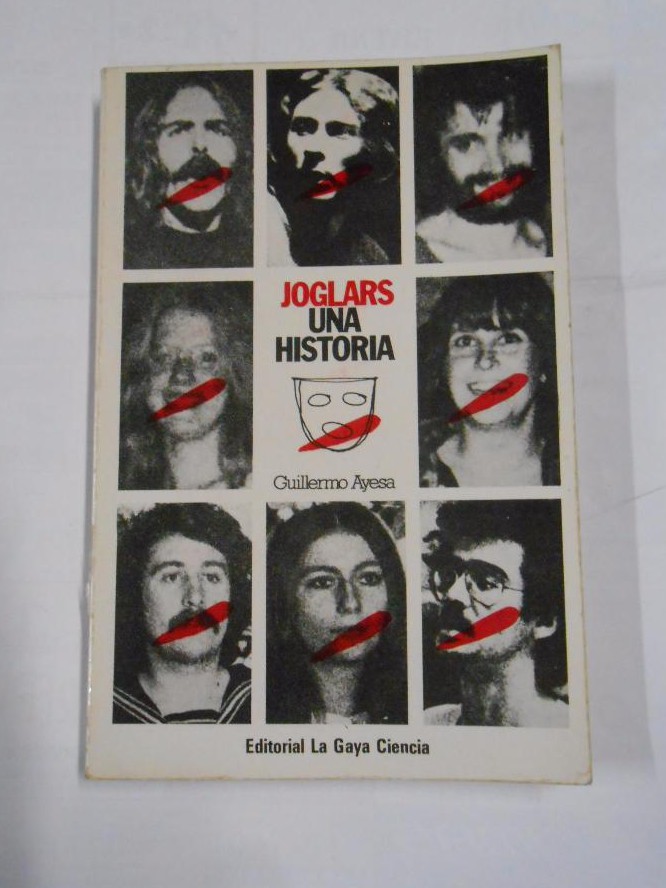 JOGLARS
UNA
HISTORIA
Guillermo Ayesa
Editorial La Gaya Ciencia